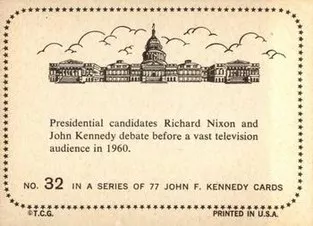 Presidential candidates Richard Nixon and
John Kennedy debate before a vast television
audience in 1960.
NO. 32 IN A SERIES OF 77 JOHN F. KENNEDY CARDS
©T.C.G. PRINTED IN U.S.A.